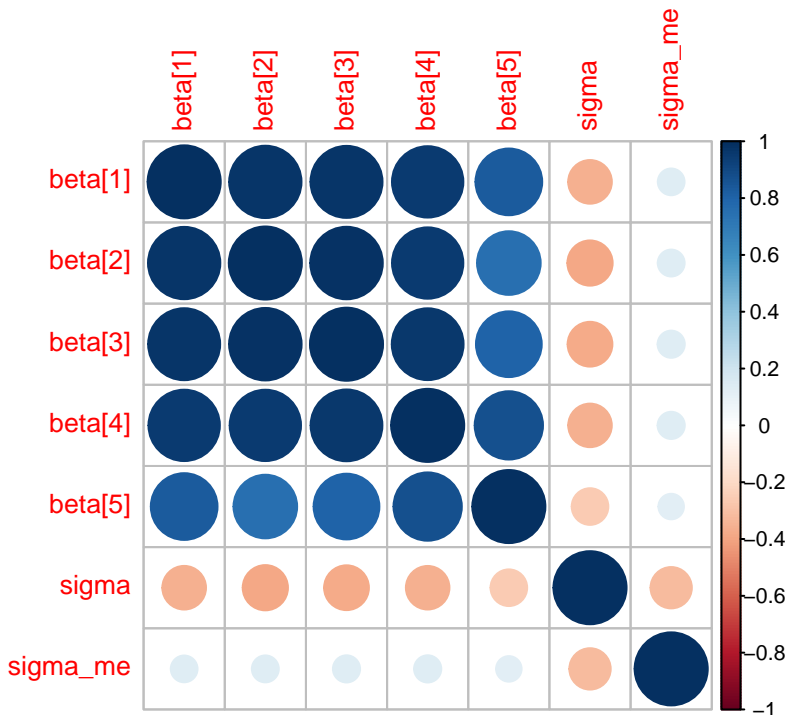 beta[1]
beta[2]
beta[3]
beta[4]
beta[5]
sigma
sigma_me
beta[1]
beta[2]
beta[3]
beta[4]
beta[5]
sigma
sigma_me
1
0.8
0.6
0.4
0.2
0
−0.2
−0.4
−0.6
−0.8
−1